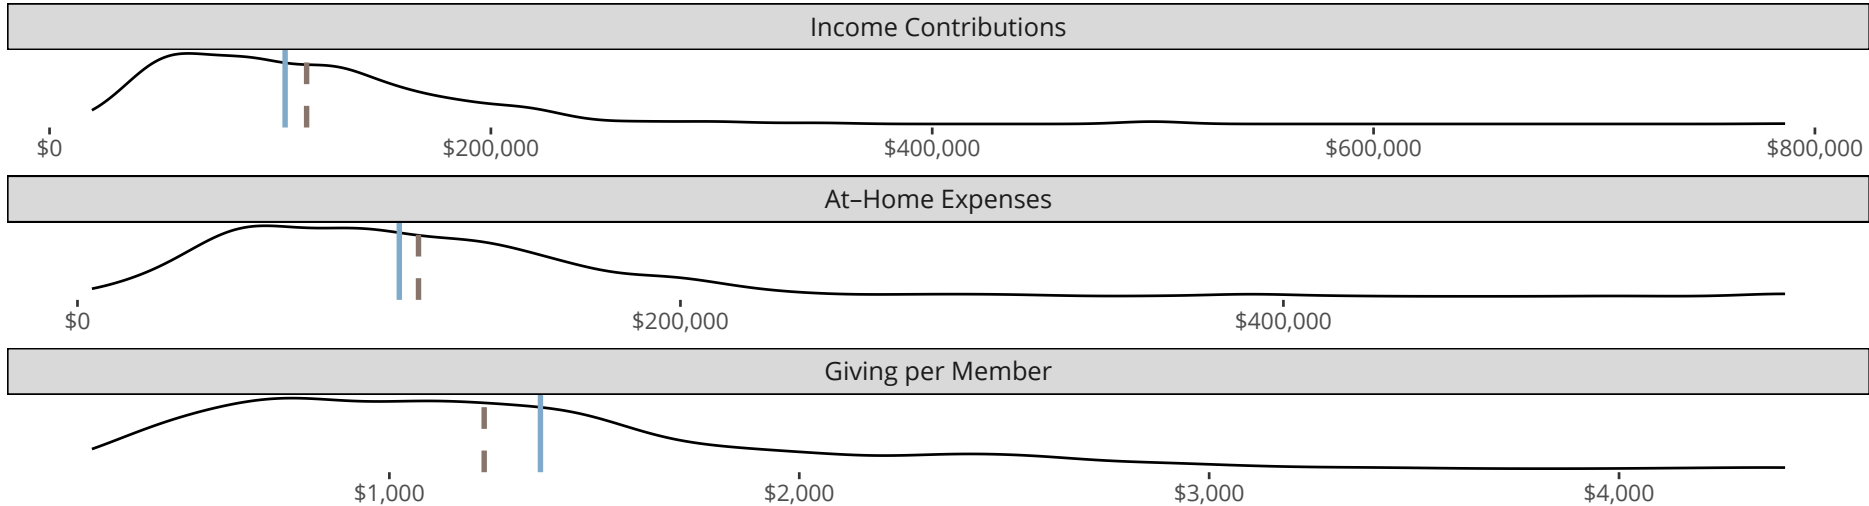 Income Contributions
$0 $200,000 $400,000 $600,000 $800,000
At–Home Expenses
$0 $200,000 $400,000
Giving per Member
$1,000 $2,000 $3,000 $4,000